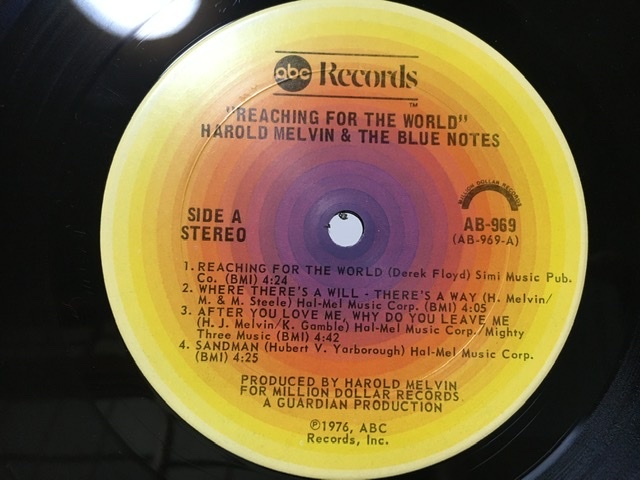 abc Records
TM
"REACHING FOR THE WORLD"
HAROLD MELVIN & THE BLUE NOTES
SIDE A
STEREO
MILLION DOLLAR RECORDS
AB-969
(AB-969-A)
1. REACHING FOR THE WORLD (Derek Floyd) Simi Music Pub.
Co. (BMI) 4:24
2. WHERE THERE'S A WILL - THERE'S A WAY (H. Melvin/
M. & M. Steele) Hal-Mel Music Corp. (BMI) 4:05
3. AFTER YOU LOVE ME, WHY DO YOU LEAVE ME
(H. J. Melvin/K. Gamble) Hal-Mel Music Corp./Mighty
Three Music (BMI) 4:42
4. SANDMAN (Hubert V. Yarborough) Hal-Mel Music Corp.
(BMI) 4:25
PRODUCED BY HAROLD MELVIN
FOR MILLION DOLLAR RECORDS
A GUARDIAN PRODUCTION
℗1976, ABC
Records, Inc.